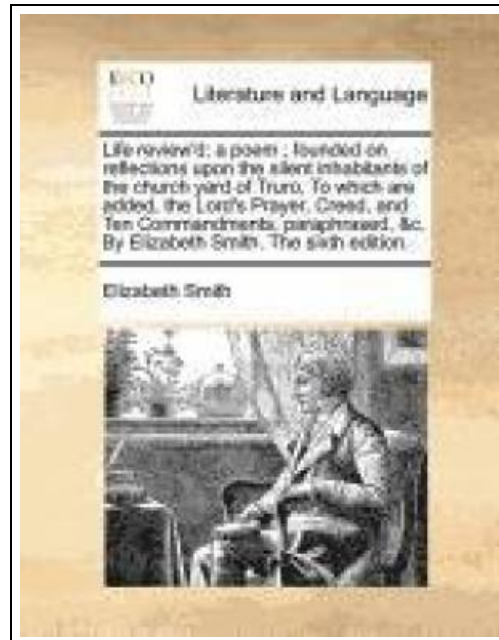 ECCO
Literature and Language
Life review'd; a poem ; founded on
reflections upon the silent inhabitants of
the church yard of Truro. To which are
added, the Lord's Prayer, Creed, and
Ten Commandments, paraphrased, &c.
By Elizabeth Smith. The sixth edition.
Elizabeth Smith